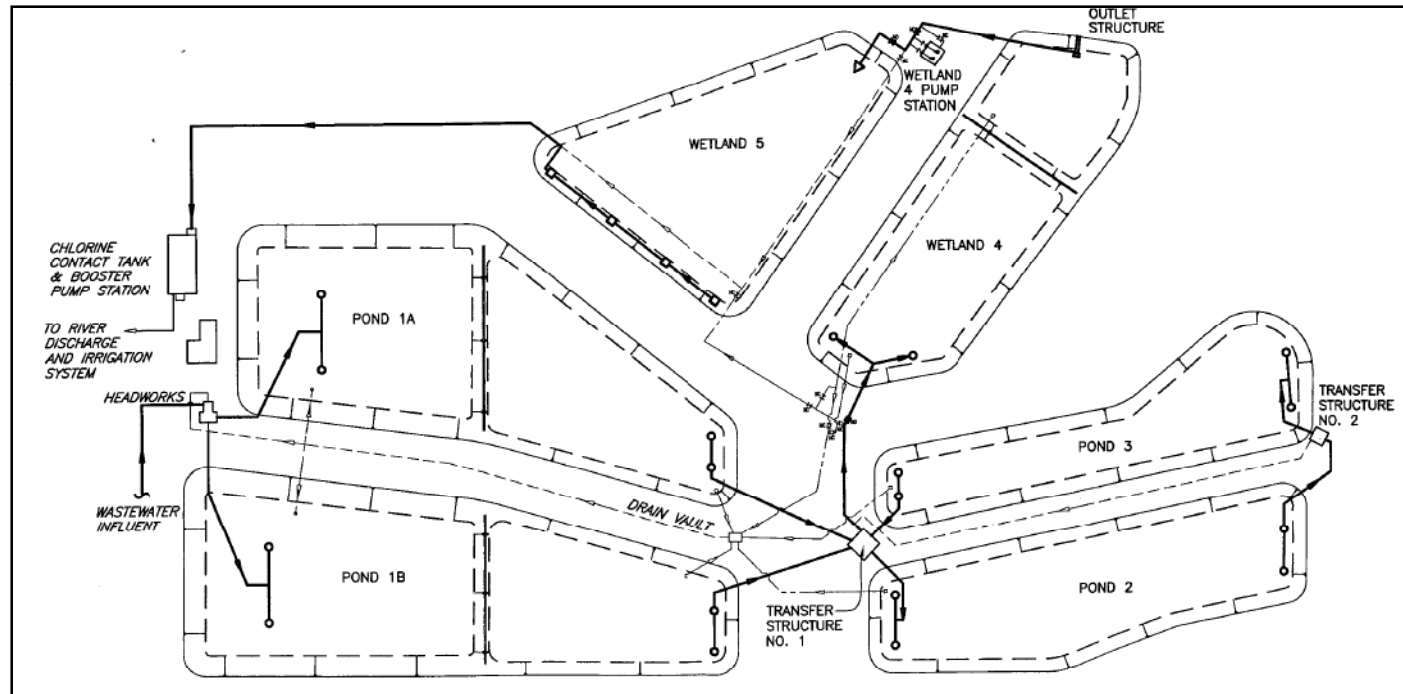 OUTLET
STRUCTURE
WETLAND
4 PUMP
STATION
WETLAND 5
WETLAND 4
CHLORINE
CONTACT TANK
& BOOSTER
PUMP STATION
POND 1A
TO RIVER
DISCHARGE
AND IRRIGATION
SYSTEM
HEADWORKS
TRANSFER
STRUCTURE
NO. 2
POND 3
WASTEWATER
INFLUENT
DRAIN VAULT
POND 1B
POND 2
TRANSFER
STRUCTURE
NO. 1